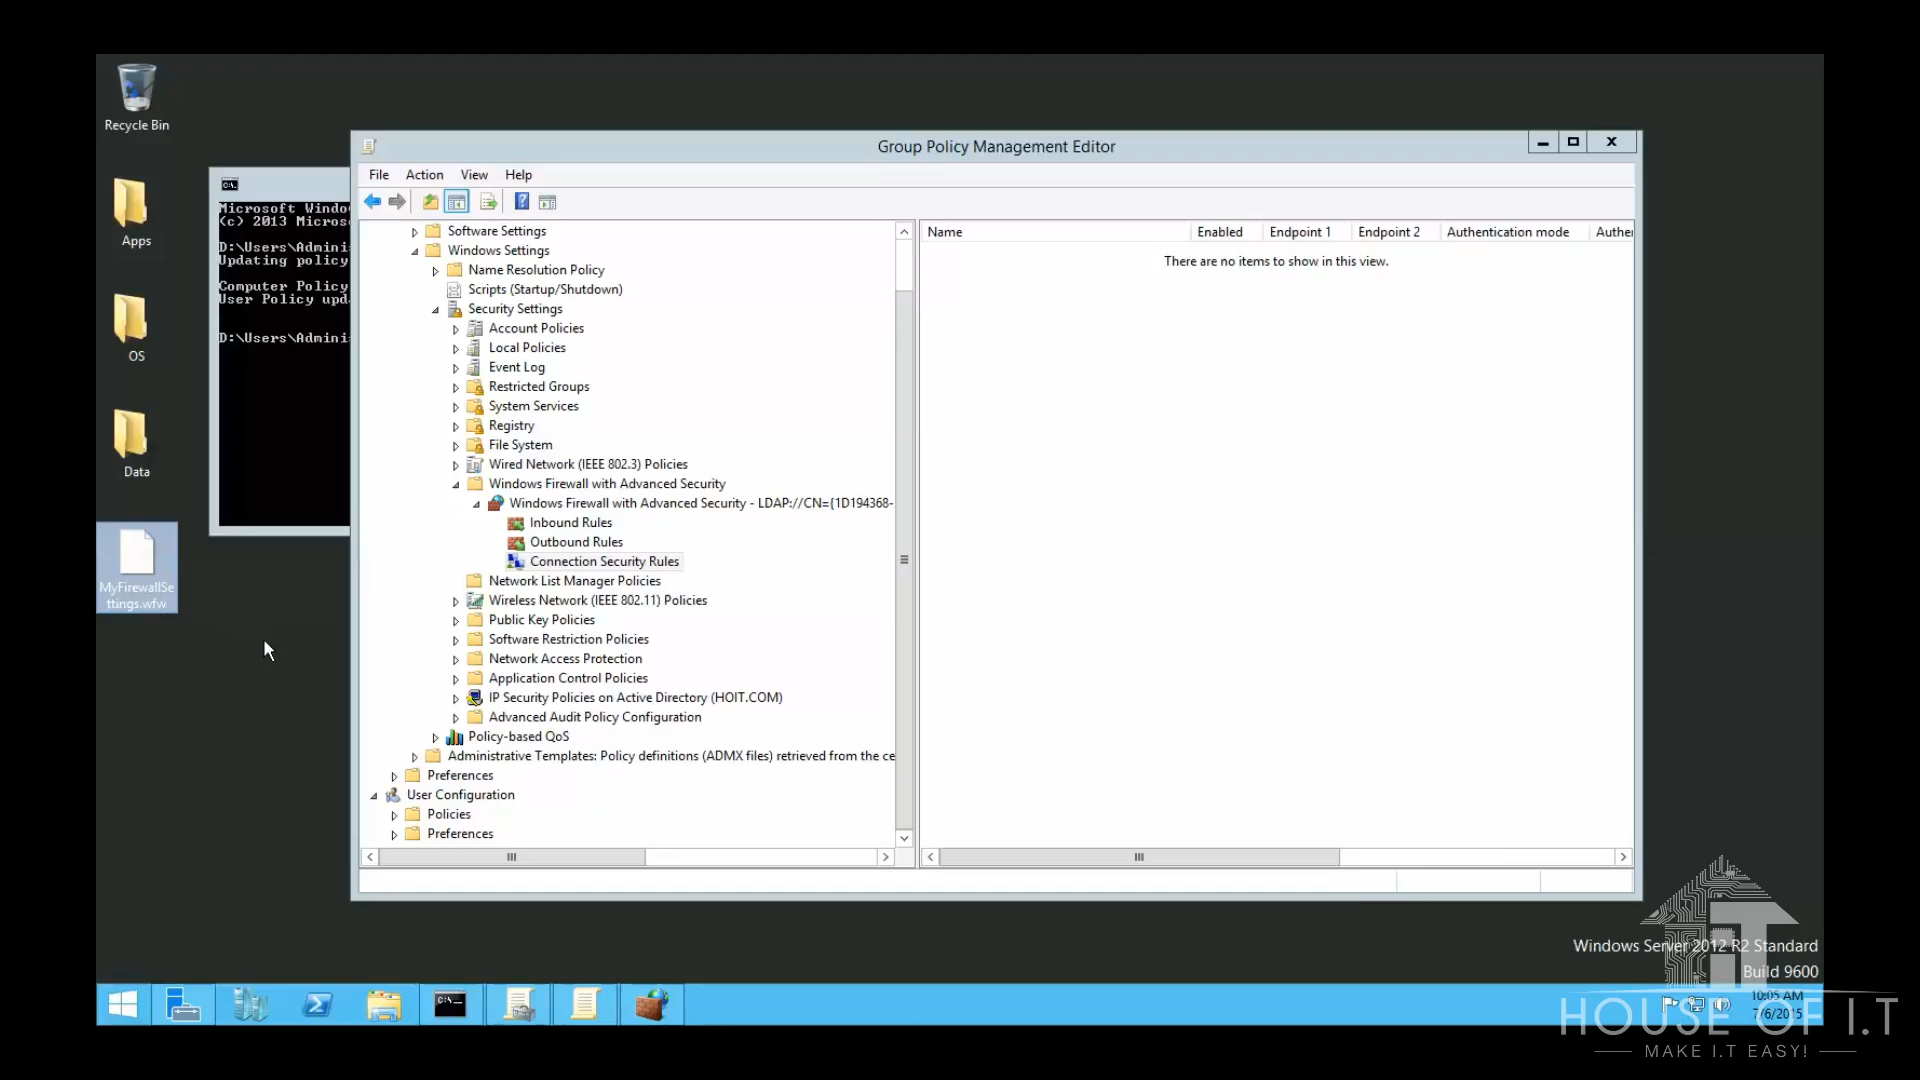 Recycle Bin
Apps
OS
Data
MyFirewallSe
ttings.wfw
C:\.
Microsoft Windo
(c) 2013 Micros
D:\Users\Admini
Updating policy
Computer Policy
User Policy upd
D:\Users\Admini
Group Policy Management Editor
File Action View Help
Software Settings
Windows Settings
Name Resolution Policy
Scripts (Startup/Shutdown)
Security Settings
Account Policies
Local Policies
Event Log
Restricted Groups
System Services
Registry
File System
Wired Network (IEEE 802.3) Policies
Windows Firewall with Advanced Security
Windows Firewall with Advanced Security - LDAP://CN={1D194368-
Inbound Rules
Outbound Rules
Connection Security Rules
Network List Manager Policies
Wireless Network (IEEE 802.11) Policies
Public Key Policies
Software Restriction Policies
Network Access Protection
Application Control Policies
IP Security Policies on Active Directory (HOIT.COM)
Advanced Audit Policy Configuration
Policy-based QoS
Administrative Templates: Policy definitions (ADMX files) retrieved from the ce
Preferences
User Configuration
Policies
Preferences
Name Enabled Endpoint 1 Endpoint 2 Authentication mode Auther
There are no items to show in this view.
Windows Server 2012 R2 Standard
Build 9600
10:05 AM
7/6/2015
HOUSE OF I.T
MAKE I.T EASY!